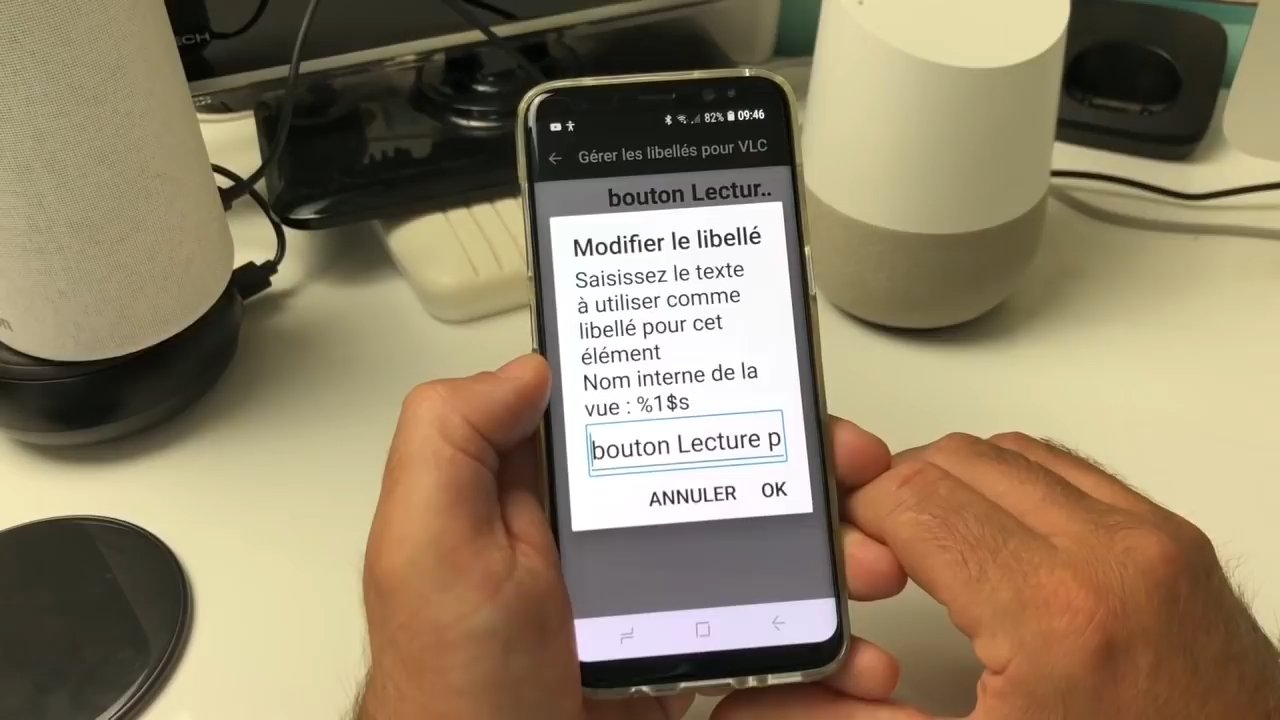 82% 09:46
Gérer les libellés pour VLC
bouton Lectur..
Modifier le libellé
Saisissez le texte
à utiliser comme
libellé pour cet
élément
Nom interne de la
vue : %1$s
bouton Lecture p
ANNULER OK